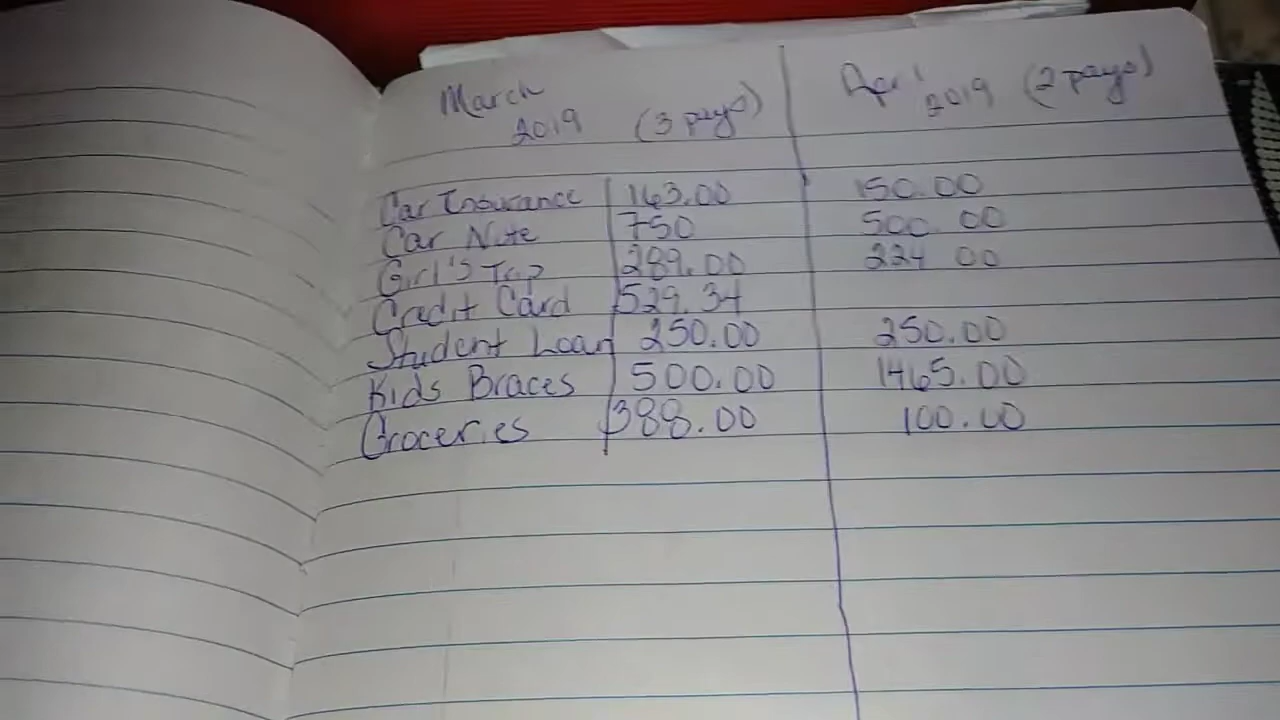 March
2019 (3 pays)
April
2019 (2 pays)
Car Insurance 163.00 150.00
Car Note 750 500.00
Girl's Trip 289.00 224 00
Credit Card 529.34
Student Loan 250.00 250.00
Kids Braces 500.00 1465.00
Groceries 388.00 100.00